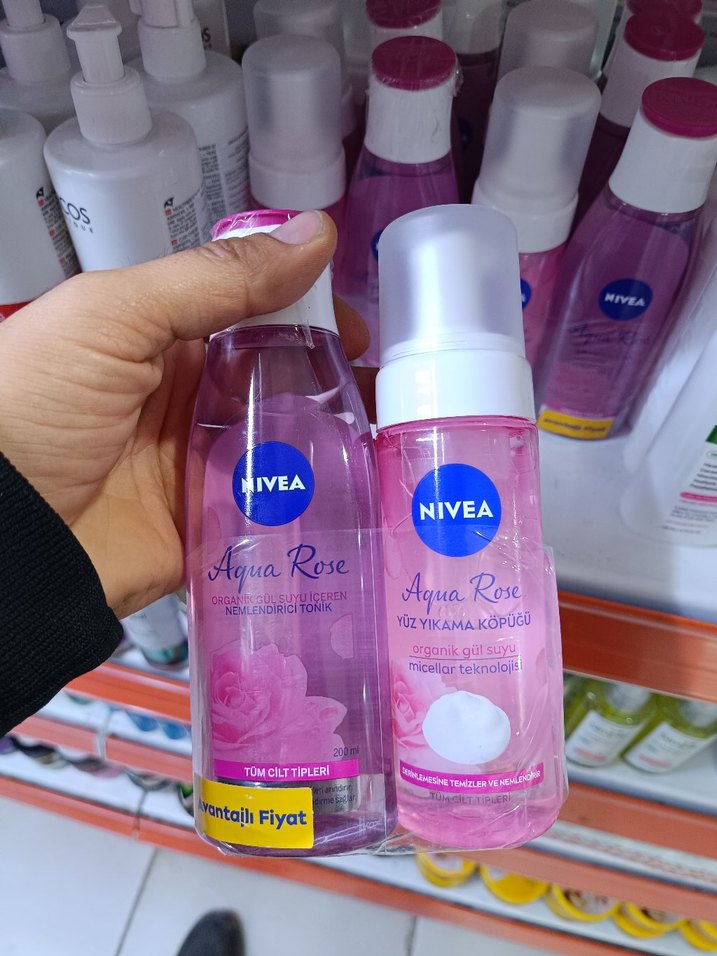 NIVEA
Aqua Rose
ORGANİK GÜL SUYU İÇEREN
NEMLENDİRİCİ TONİK
200 ml
TÜM CİLT TİPLERİ
Avantajlı Fiyat
NIVEA
Aqua Rose
YÜZ YIKAMA KÖPÜĞÜ
organik gül suyu
micellar teknolojisi
DERİNLEMESİNE TEMİZLER VE NEMLENDİRİR
TÜM CİLT TİPLERİ
NIVEA
Aqua Rose
Avantajlı Fiyat